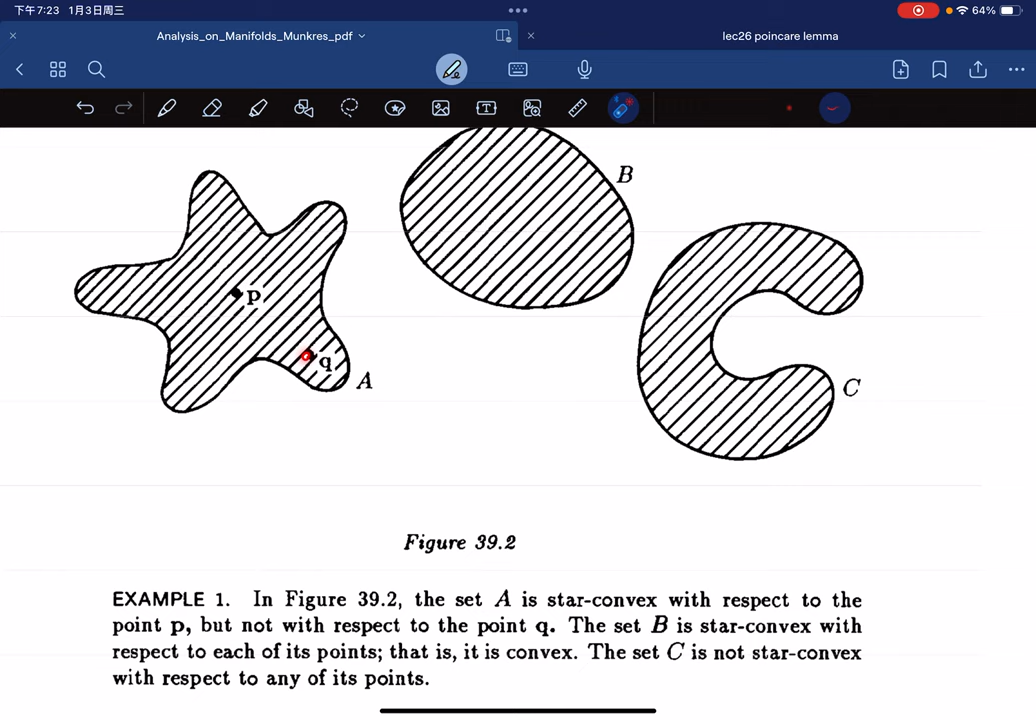 下午7:23 1月3日周三
64%
Analysis_on_Manifolds_Munkres_pdf
lec26 poincare lemma
B
p
q
A
C
Figure 39.2
EXAMPLE 1. In Figure 39.2, the set A is star-convex with respect to the
point p, but not with respect to the point q. The set B is star-convex with
respect to each of its points; that is, it is convex. The set C is not star-convex
with respect to any of its points.